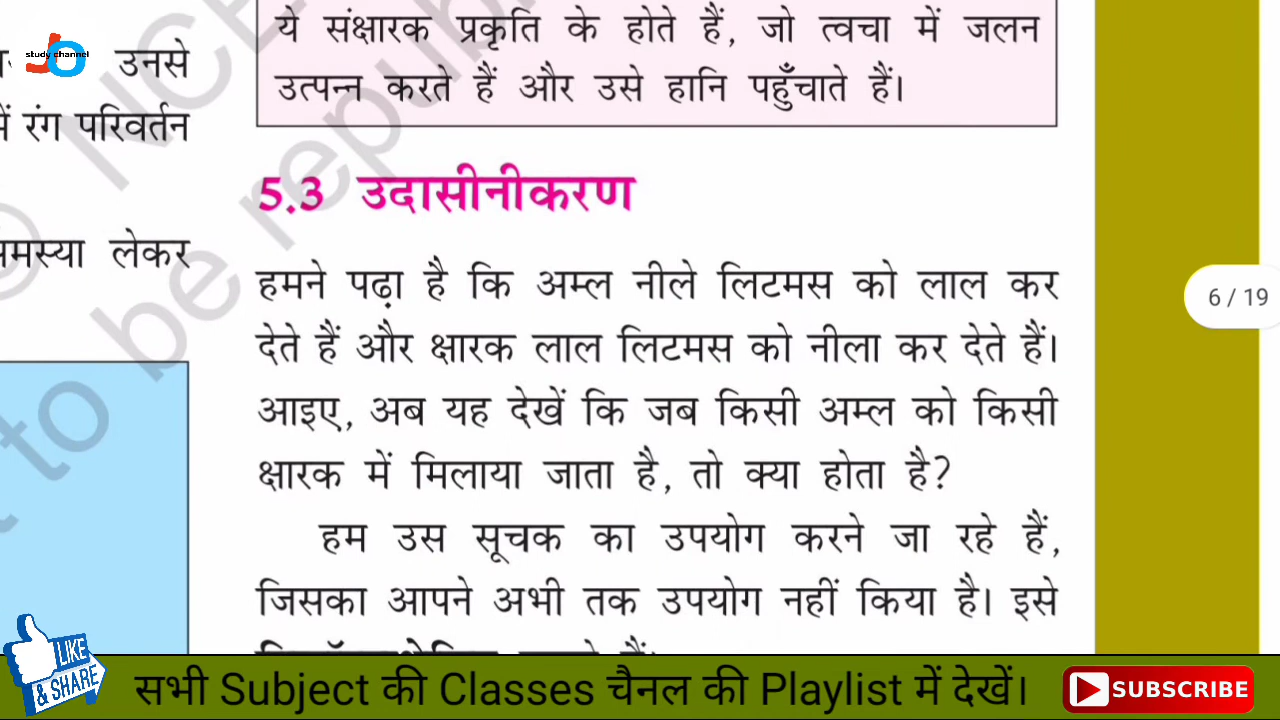 ये संक्षारक प्रकृति के होते हैं, जो त्वचा में जलन
उत्पन्न करते हैं और उसे हानि पहुँचाते हैं।
study channel
उनसे
में रंग परिवर्तन
समस्या लेकर
5.3 उदासीनीकरण
हमने पढ़ा है कि अम्ल नीले लिटमस को लाल कर
देते हैं और क्षारक लाल लिटमस को नीला कर देते हैं।
आइए, अब यह देखें कि जब किसी अम्ल को किसी
क्षारक में मिलाया जाता है, तो क्या होता है?
हम उस सूचक का उपयोग करने जा रहे हैं,
जिसका आपने अभी तक उपयोग नहीं किया है। इसे
6 / 19
to be republ
LIKE
& SHARE
सभी Subject की Classes चैनल की Playlist में देखें।
SUBSCRIBE